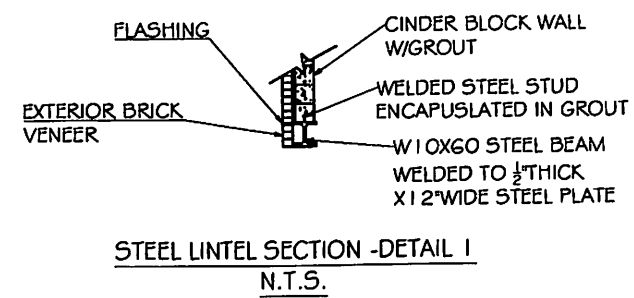 FLASHING
CINDER BLOCK WALL
W/GROUT
WELDED STEEL STUD
ENCAPUSLATED IN GROUT
EXTERIOR BRICK
VENEER
W10X60 STEEL BEAM
WELDED TO ½"THICK
X12"WIDE STEEL PLATE
STEEL LINTEL SECTION -DETAIL 1
N.T.S.